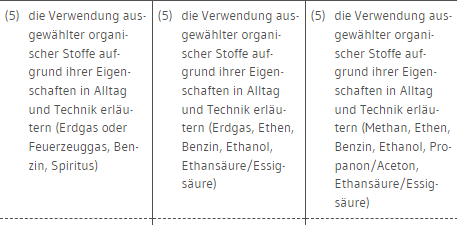 (5) die Verwendung aus-
gewählter organi-
scher Stoffe auf-
grund ihrer Eigen-
schaften in Alltag
und Technik erläu-
tern (Erdgas oder
Feuerzeuggas, Ben-
zin, Spiritus)
(5) die Verwendung aus-
gewählter organi-
scher Stoffe auf-
grund ihrer Eigen-
schaften in Alltag
und Technik erläu-
tern (Erdgas, Ethen,
Benzin, Ethanol,
Ethansäure/Essig-
säure)
(5) die Verwendung aus-
gewählter organi-
scher Stoffe auf-
grund ihrer Eigen-
schaften in Alltag
und Technik erläu-
tern (Methan, Ethen,
Benzin, Ethanol, Pro-
panon/Aceton,
Ethansäure/Essig-
säure)